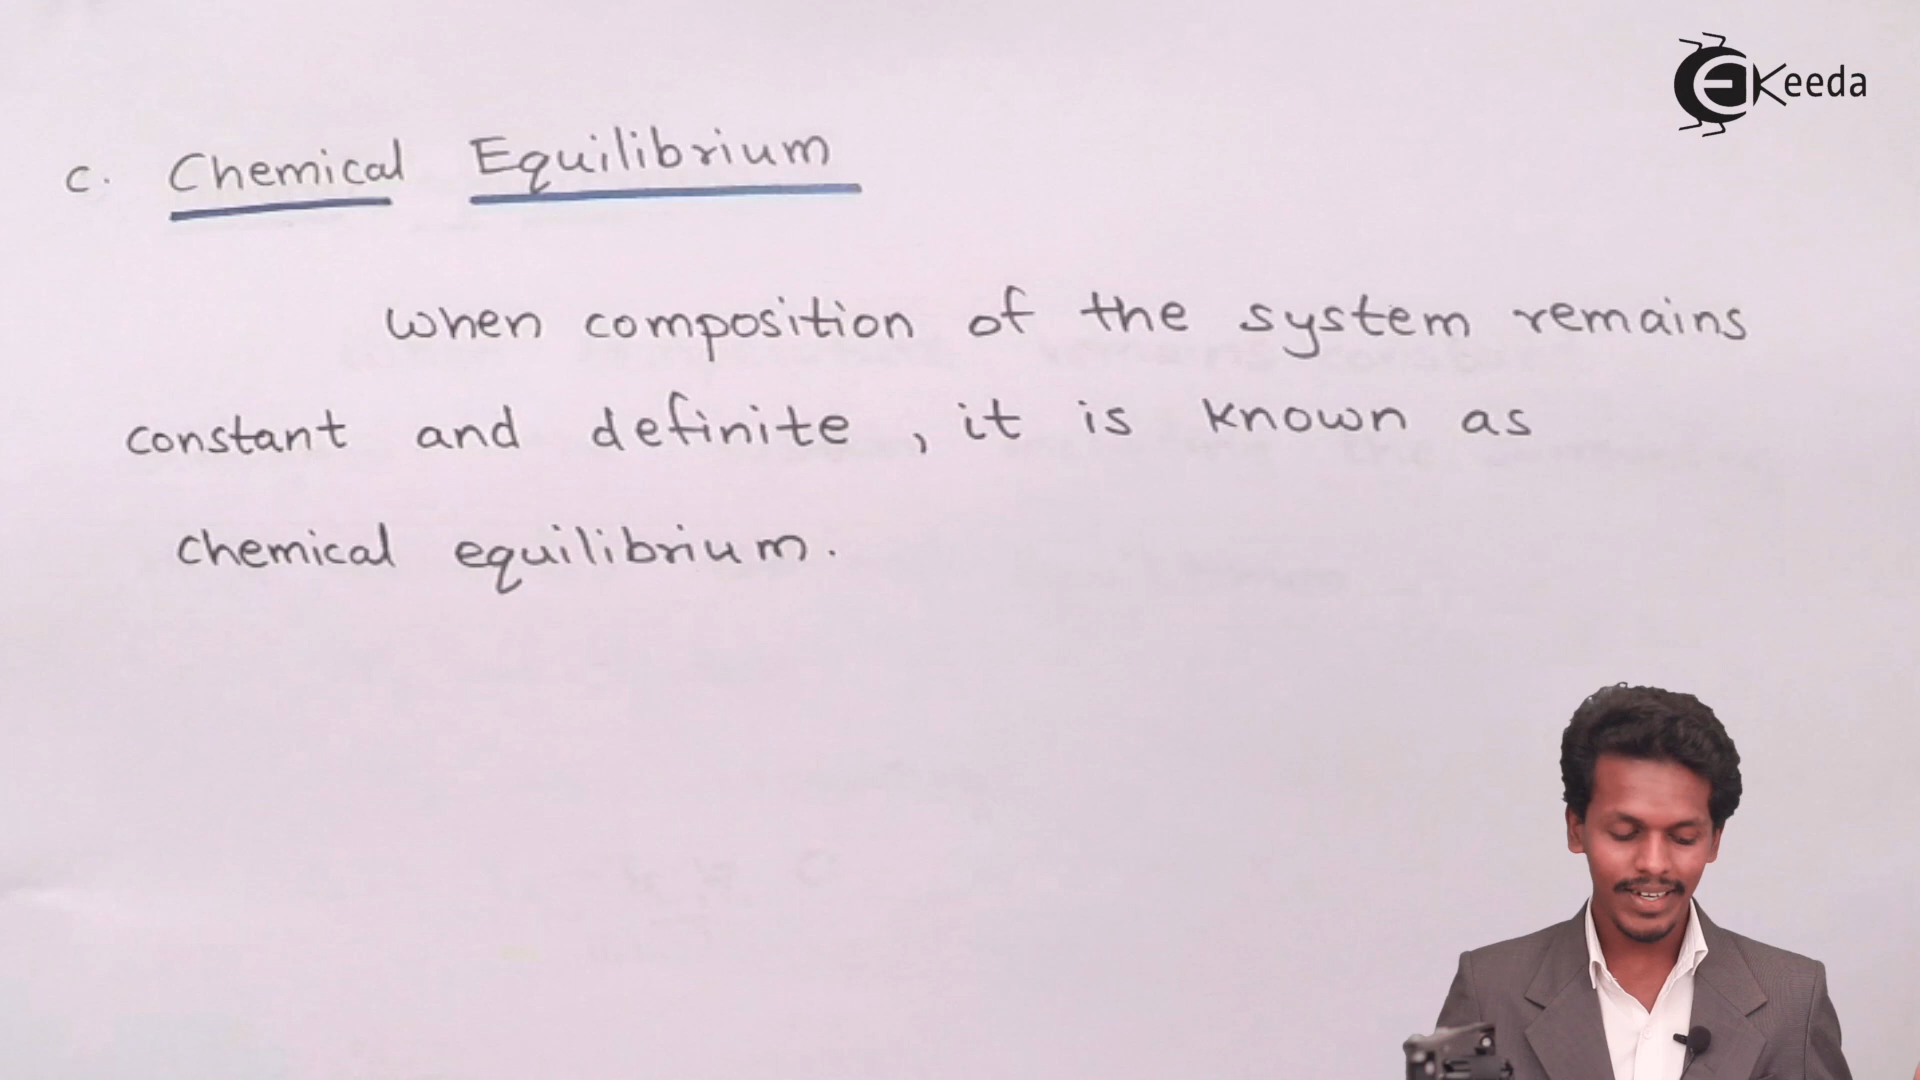 EKeeda
c. Chemical Equilibrium
When composition of the system remains
constant and definite, it is known as
chemical equilibrium.